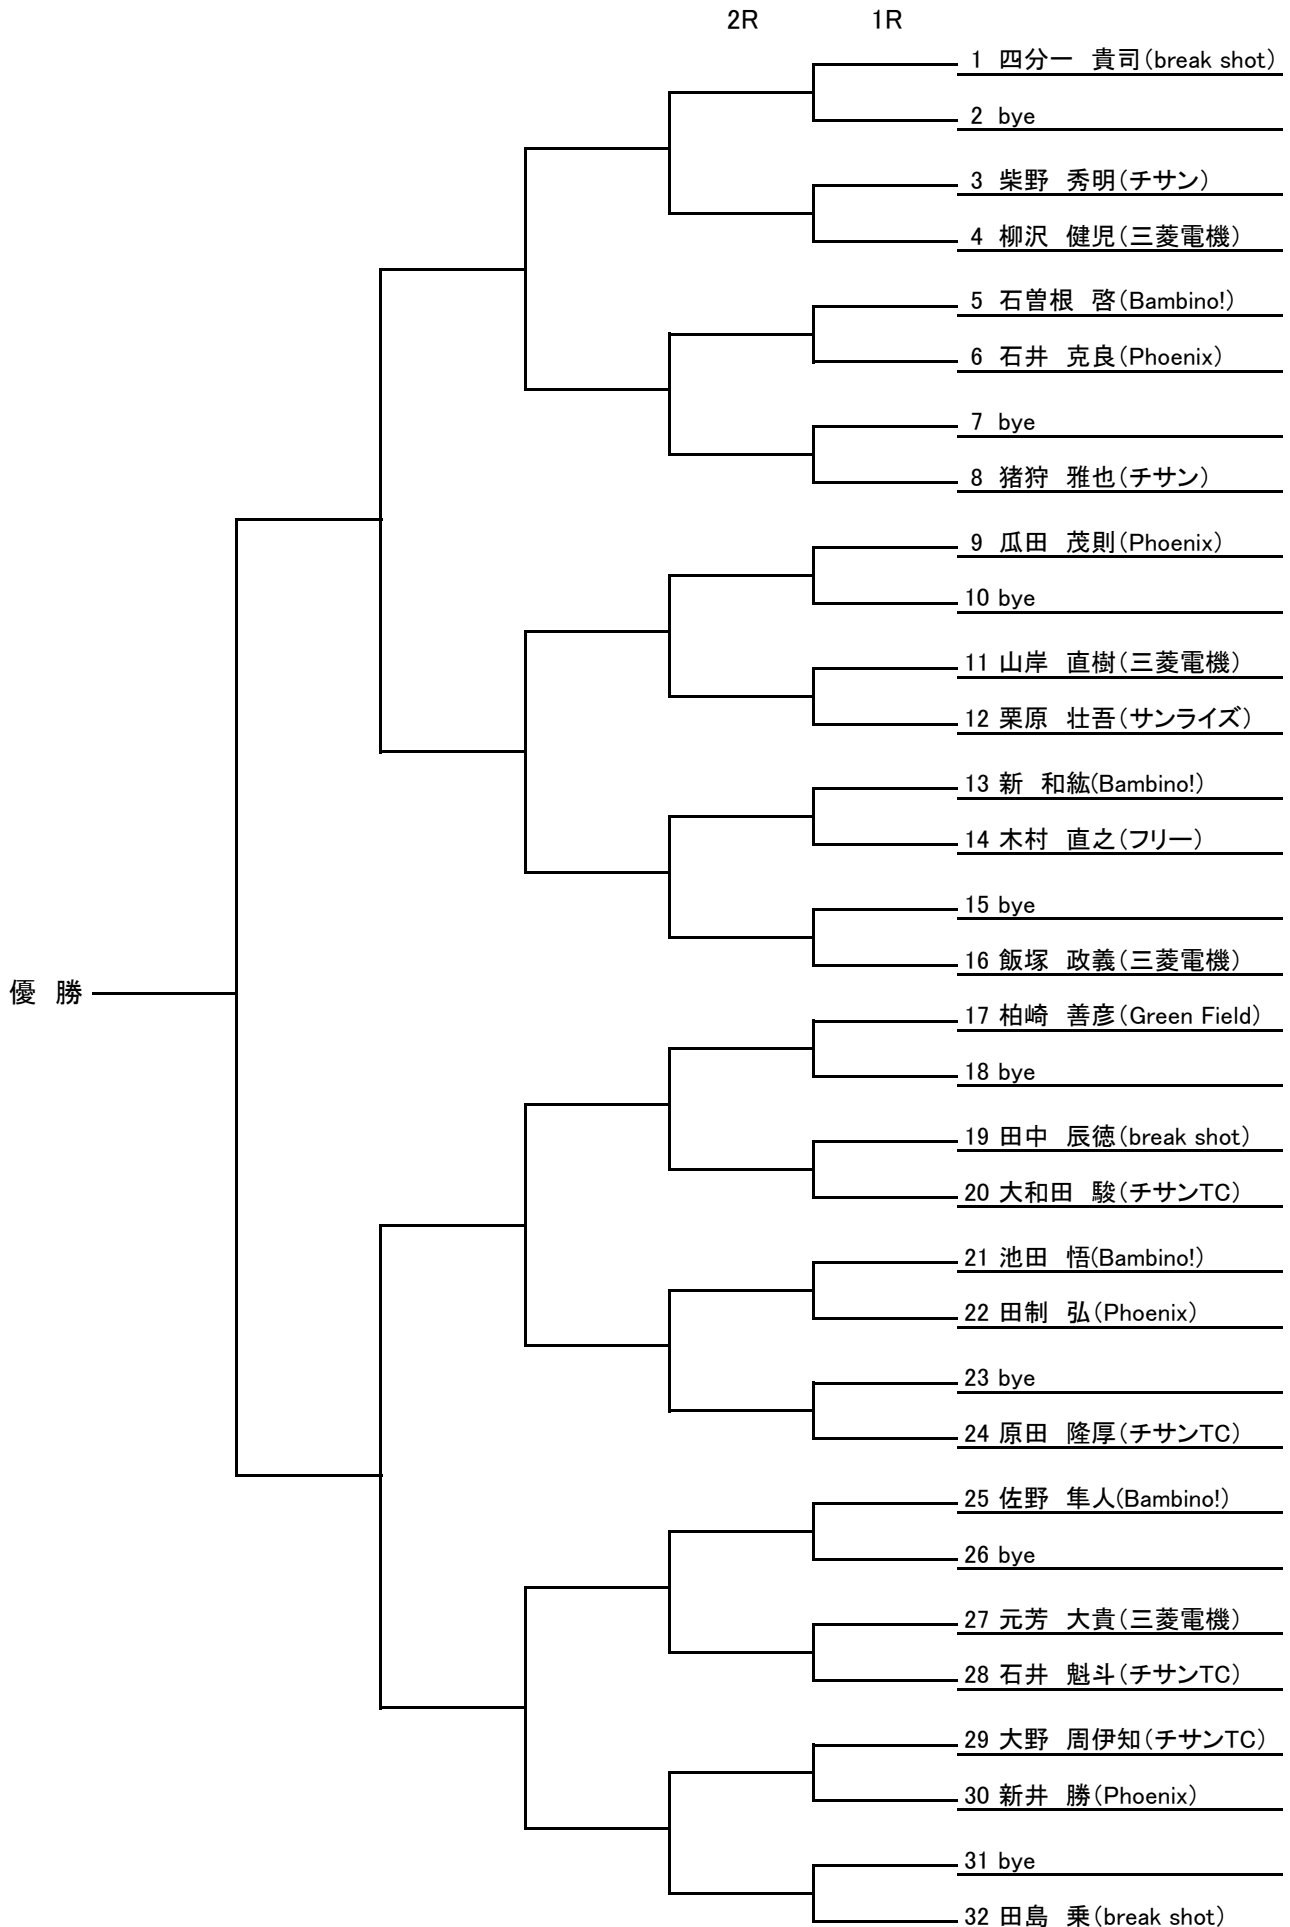 2R 1R
1 四分一 貴司(break shot)
2 bye
3 柴野 秀明(チサン)
4 柳沢 健児(三菱電機)
5 石曽根 啓(Bambino!)
6 石井 克良(Phoenix)
7 bye
8 猪狩 雅也(チサン)
9 瓜田 茂則(Phoenix)
10 bye
11 山岸 直樹(三菱電機)
12 栗原 壮吾(サンライズ)
13 新 和紘(Bambino!)
14 木村 直之(フリー)
15 bye
16 飯塚 政義(三菱電機)
優 勝
17 柏崎 善彦(Green Field)
18 bye
19 田中 辰徳(break shot)
20 大和田 駿(チサンTC)
21 池田 悟(Bambino!)
22 田制 弘(Phoenix)
23 bye
24 原田 隆厚(チサンTC)
25 佐野 隼人(Bambino!)
26 bye
27 元芳 大貴(三菱電機)
28 石井 魁斗(チサンTC)
29 大野 周伊知(チサンTC)
30 新井 勝(Phoenix)
31 bye
32 田島 乗(break shot)